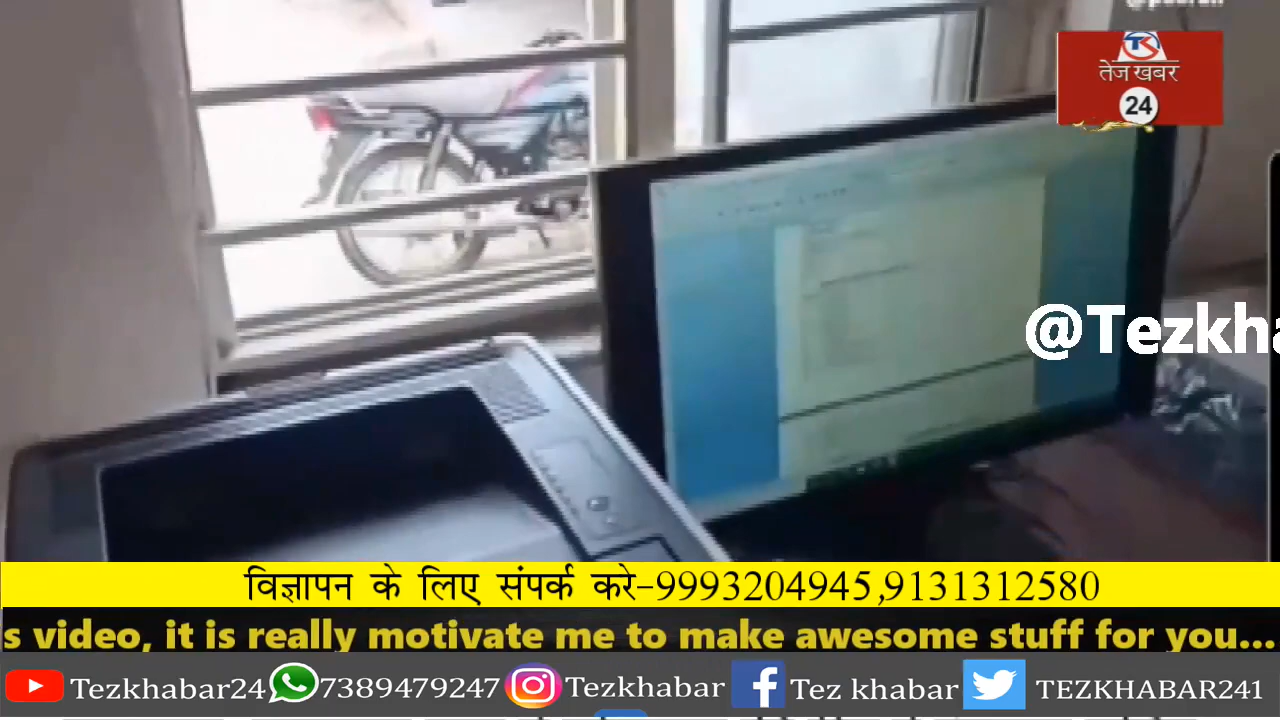 तेज खबर
24
@Tezkha
विज्ञापन के लिए संपर्क करे-9993204945,9131312580
s video, it is really motivate me to make awesome stuff for you...
Tezkhabar24 7389479247 Tezkhabar Tez khabar TEZKHABAR241